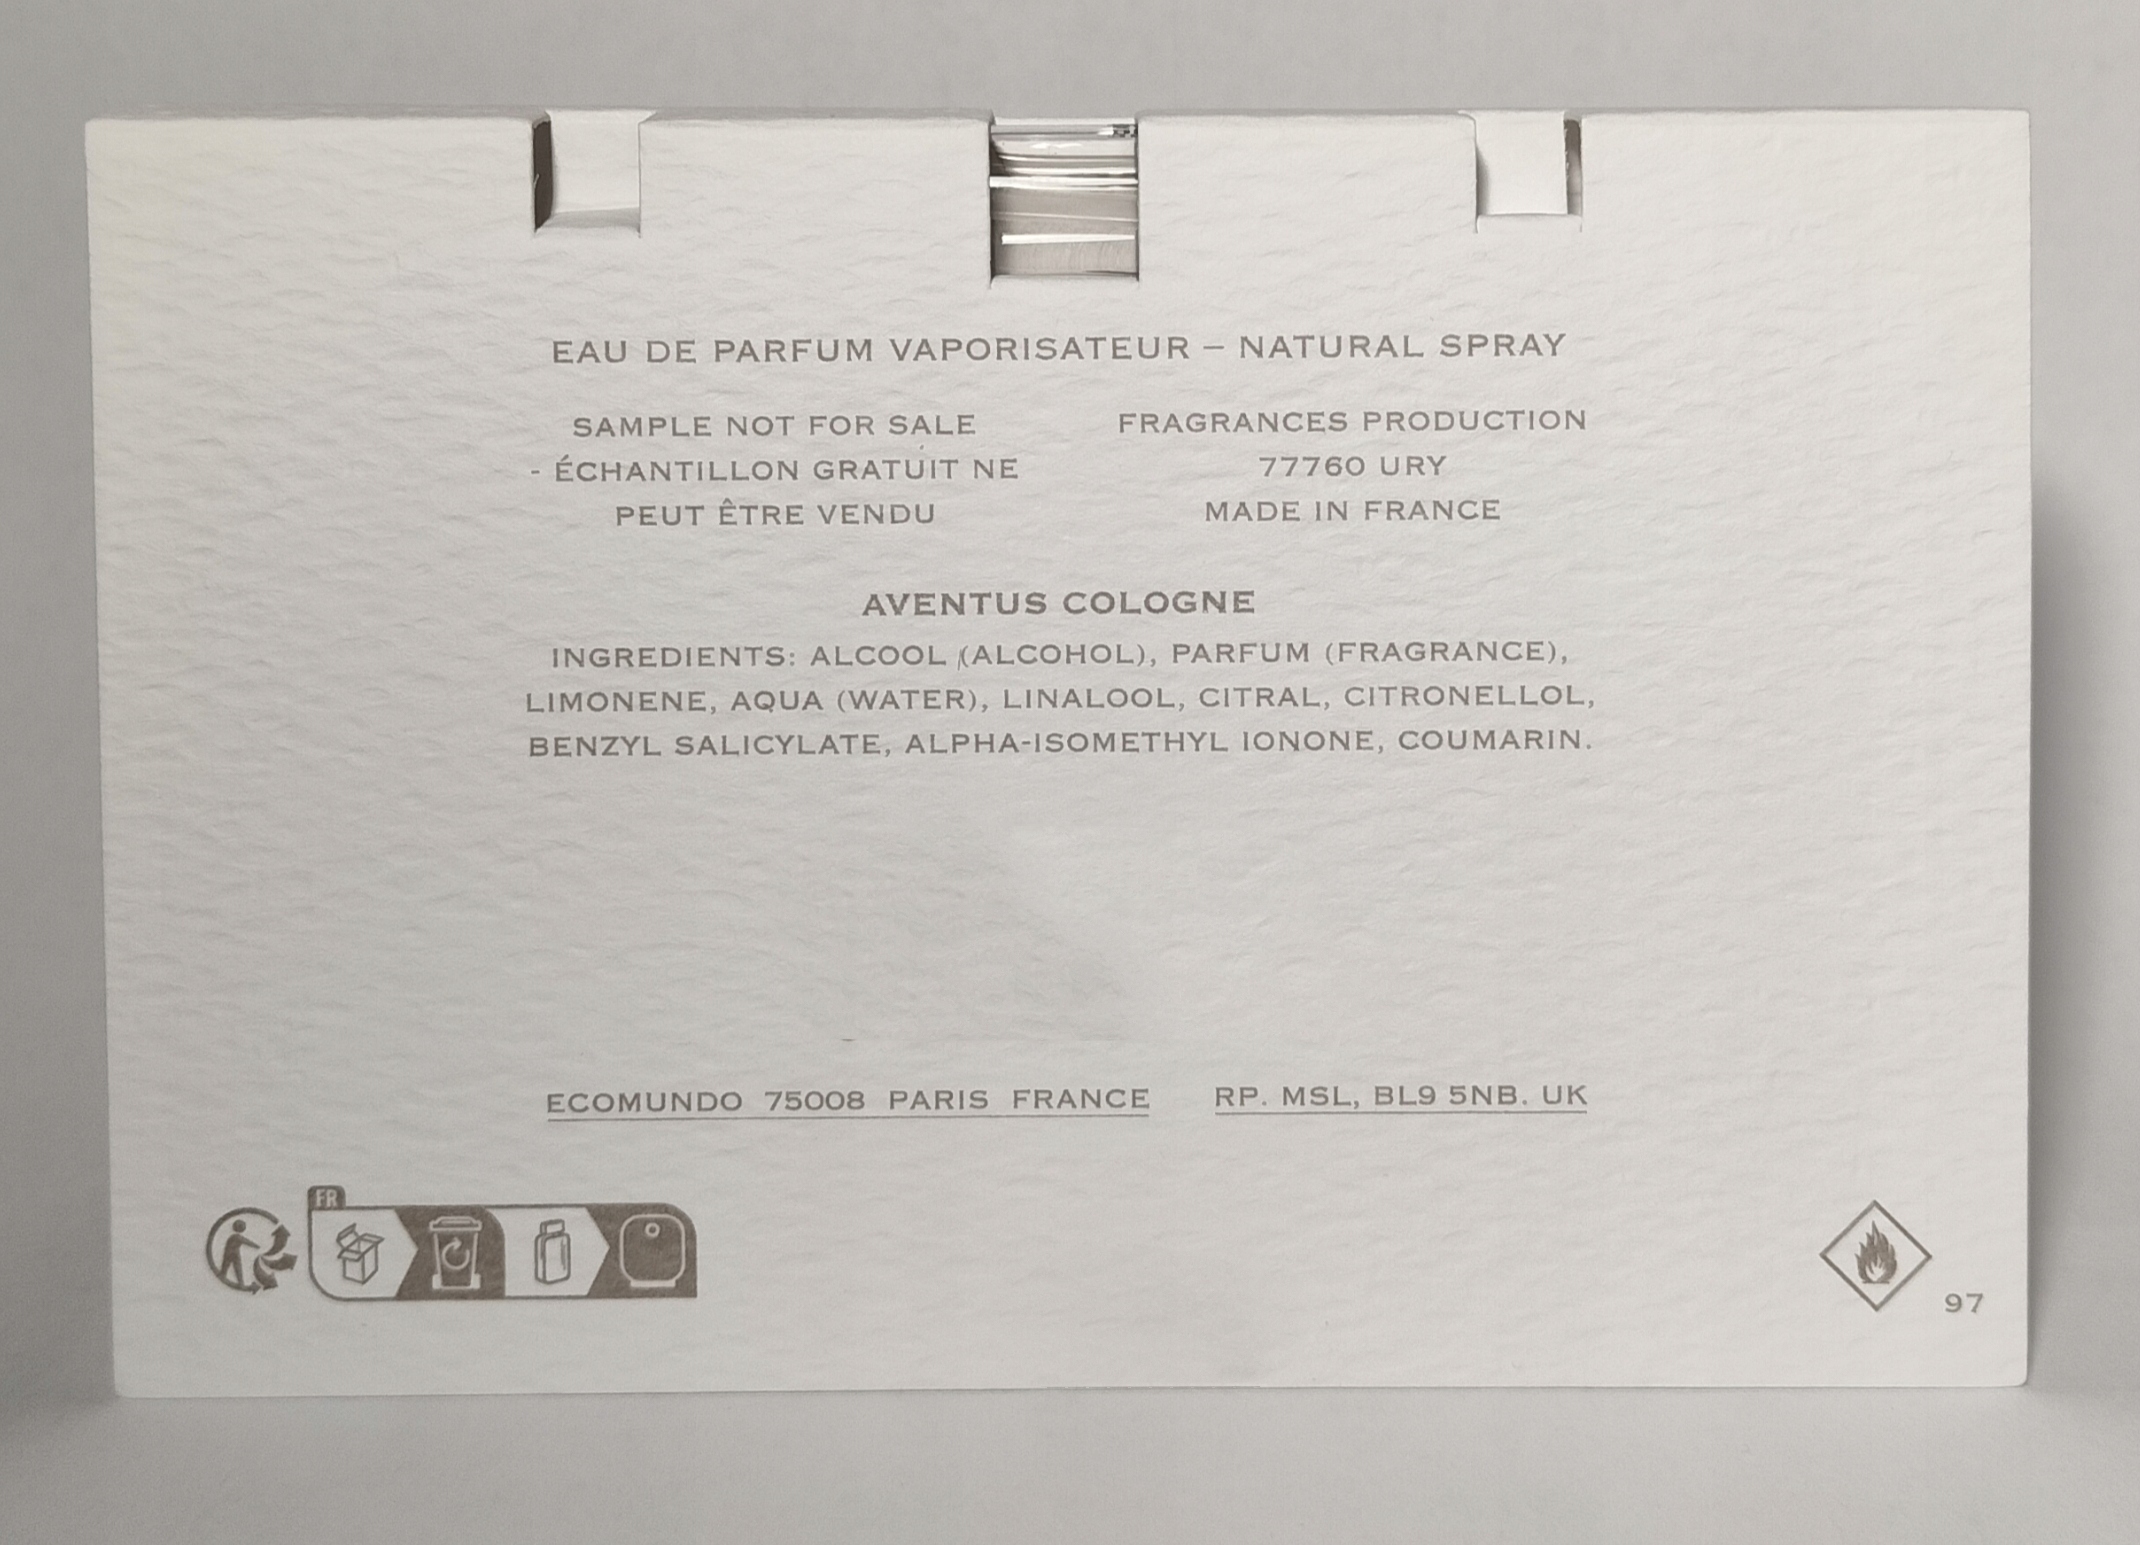 EAU DE PARFUM VAPORISATEUR – NATURAL SPRAY
SAMPLE NOT FOR SALE
- ÉCHANTILLON GRATUIT NE
PEUT ÊTRE VENDU
FRAGRANCES PRODUCTION
77760 URY
MADE IN FRANCE
AVENTUS COLOGNE
INGREDIENTS: ALCOOL (ALCOHOL), PARFUM (FRAGRANCE),
LIMONENE, AQUA (WATER), LINALOOL, CITRAL, CITRONELLOL,
BENZYL SALICYLATE, ALPHA-ISOMETHYL IONONE, COUMARIN.
ECOMUNDO 75008 PARIS FRANCE
RP. MSL, BL9 5NB. UK
FR
97